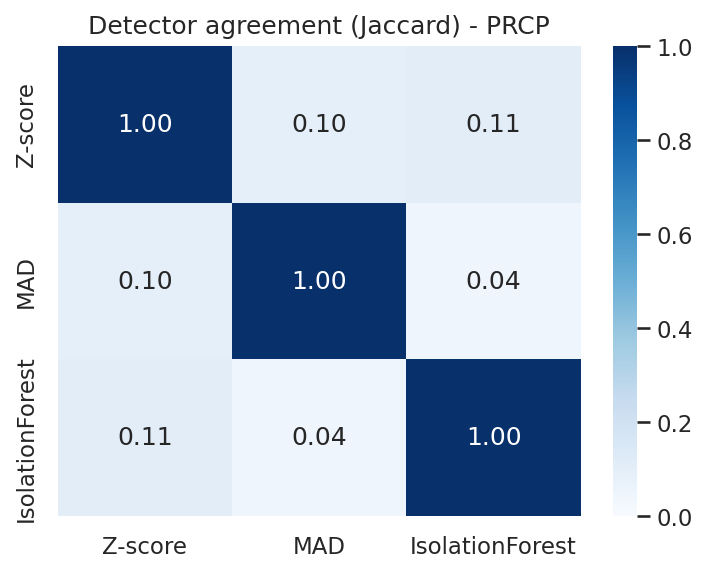 Detector agreement (Jaccard) - PRCP
Z-score
1.00
0.10
0.11
MAD
0.10
1.00
0.04
IsolationForest
0.11
0.04
1.00
Z-score
MAD
IsolationForest
1.0
0.8
0.6
0.4
0.2
0.0